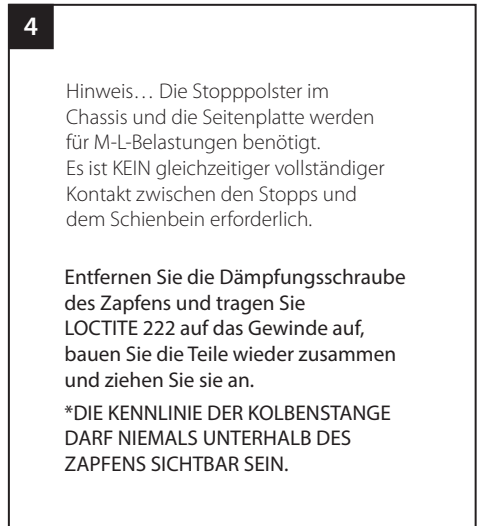 4
Hinweis… Die Stopppolster im
Chassis und die Seitenplatte werden
für M-L-Belastungen benötigt.
Es ist KEIN gleichzeitiger vollständiger
Kontakt zwischen den Stopps und
dem Schienbein erforderlich.
Entfernen Sie die Dämpfungsschraube
des Zapfens und tragen Sie
LOCTITE 222 auf das Gewinde auf,
bauen Sie die Teile wieder zusammen
und ziehen Sie sie an.
*DIE KENNLINIE DER KOLBENSTANGE
DARF NIEMALS UNTERHALB DES
ZAPFENS SICHTBAR SEIN.